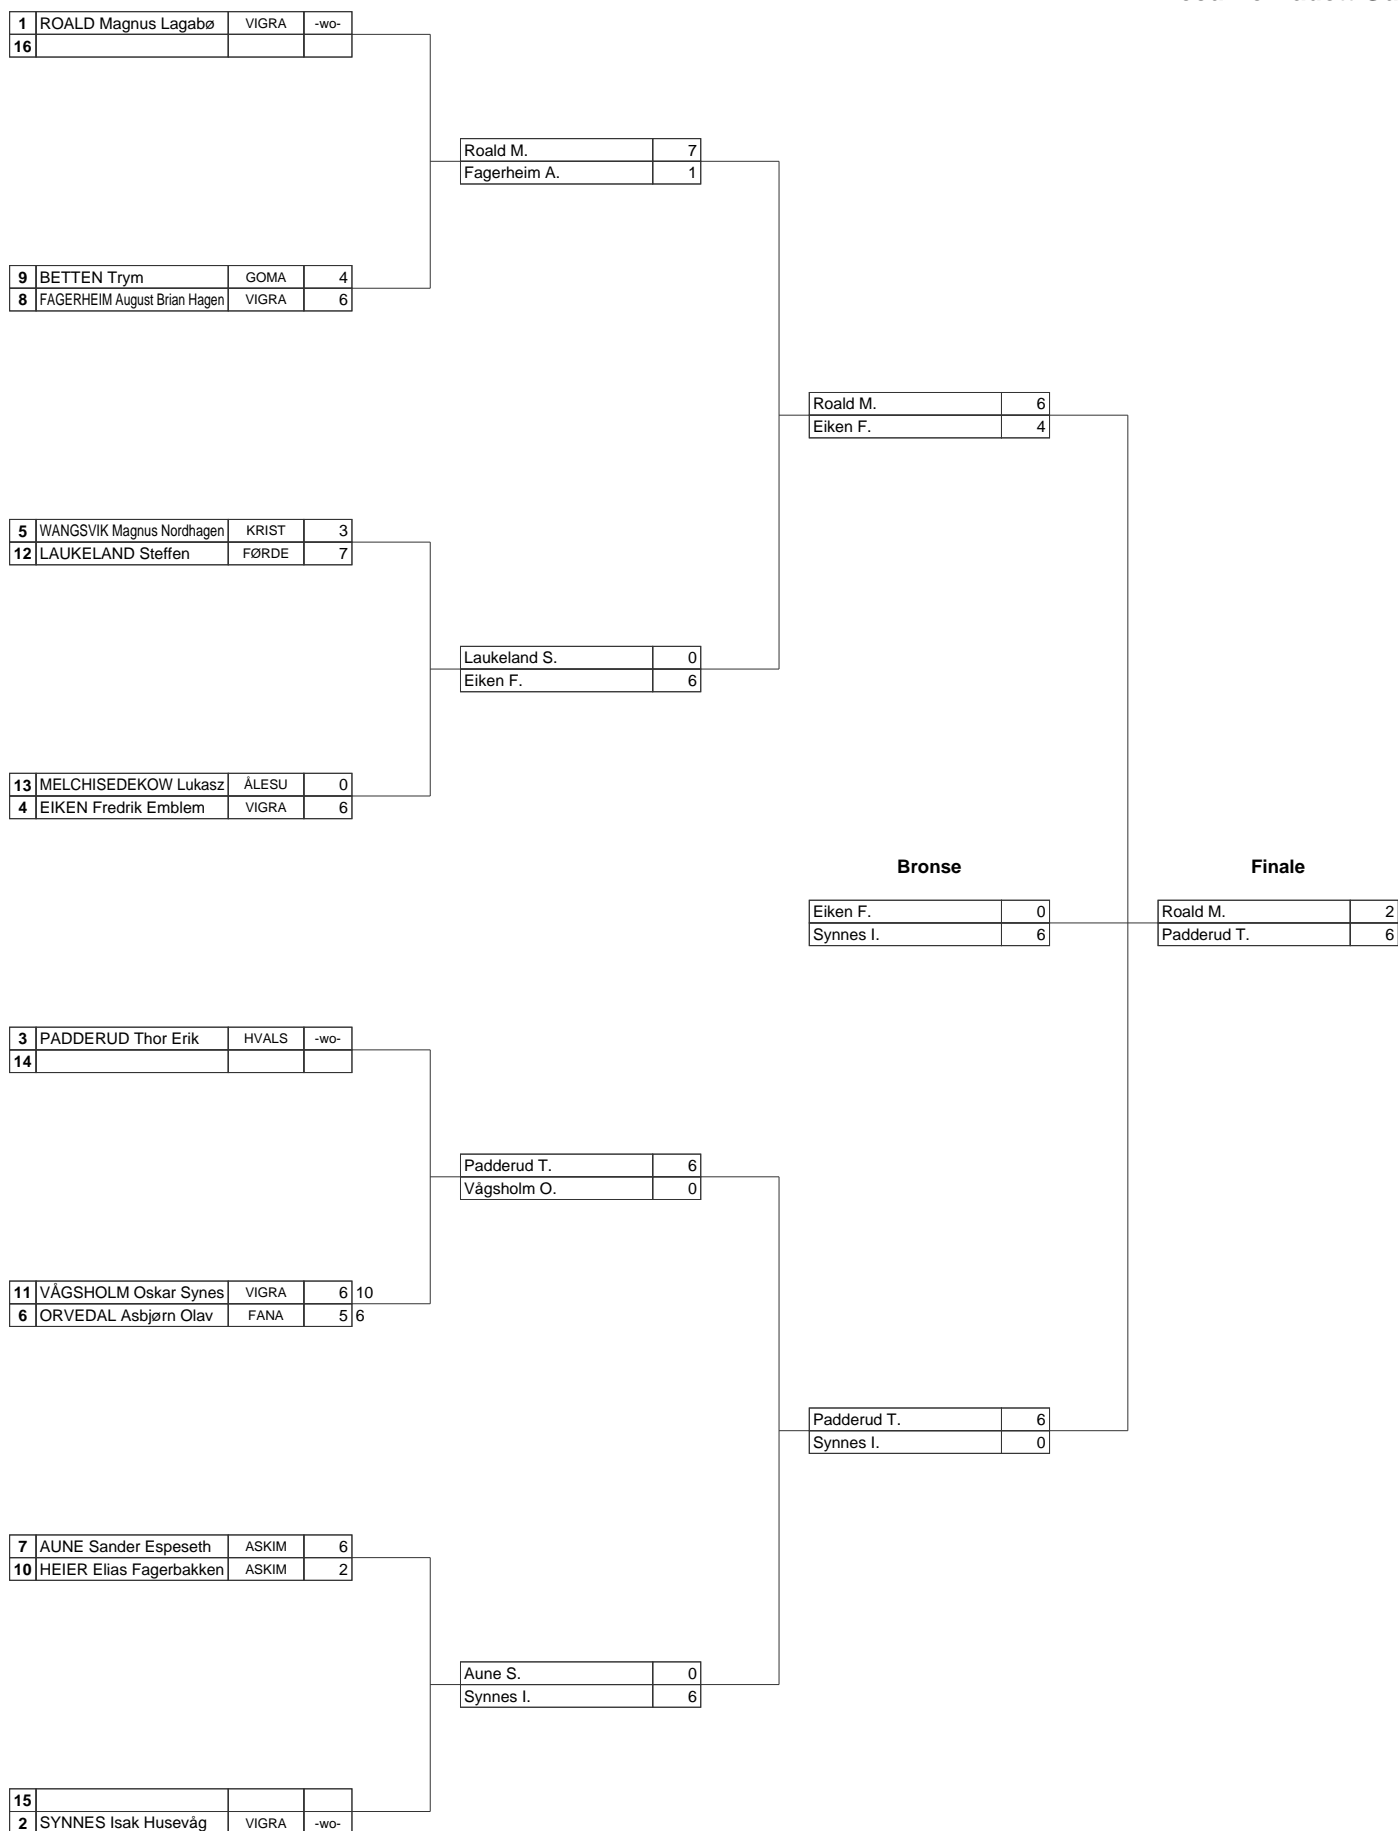 1 ROALD Magnus Lagabø VIGRA -wo-
16
Roald M. 7
Fagerheim A. 1
9 BETTEN Trym GOMA 4
8 FAGERHEIM August Brian Hagen VIGRA 6
Roald M. 6
Eiken F. 4
5 WANGSVIK Magnus Nordhagen KRIST 3
12 LAUKELAND Steffen FØRDE 7
Laukeland S. 0
Eiken F. 6
13 MELCHISEDEKOW Lukasz ÅLESU 0
4 EIKEN Fredrik Emblem VIGRA 6
Bronse Finale
Eiken F. 0 Roald M. 2
Synnes I. 6 Padderud T. 6
3 PADDERUD Thor Erik HVALS -wo-
14
Padderud T. 6
Vågsholm O. 0
11 VÅGSHOLM Oskar Synes VIGRA 6 10
6 ORVEDAL Asbjørn Olav FANA 5 6
Padderud T. 6
Synnes I. 0
7 AUNE Sander Espeseth ASKIM 6
10 HEIER Elias Fagerbakken ASKIM 2
Aune S. 0
Synnes I. 6
15
2 SYNNES Isak Husevåg VIGRA -wo-